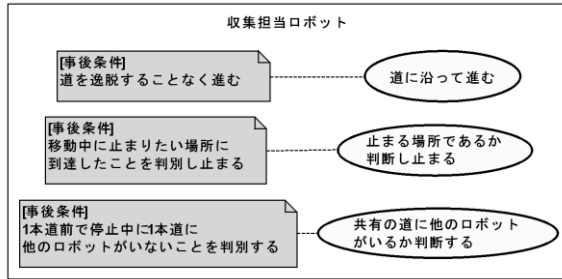 収集担当ロボット
[事後条件]
道を逸脱することなく進む
道に沿って進む
[事後条件]
移動中に止まりたい場所に
到達したことを判別し止まる
止まる場所であるか
判断し止まる
[事後条件]
1本道前で停止中に1本道に
他のロボットがいないことを判別する
共有の道に他のロボット
がいるか判断する